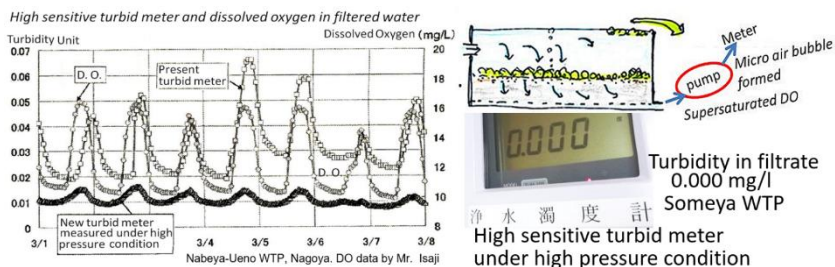 High sensitive turbid meter and dissolved oxygen in filtered water
Turbidity Unit
Dissolved Oxygen (mg/L)
0.07
0.06
0.05
0.04
0.03
0.02
0.01
0
20
18
16
14
12
10
8
D. O.
Present
turbid meter
D. O.
New turbid meter
measured under high
pressure condition
3/1
3/4
3/5
3/6
3/7
3/8
Nabeya-Ueno WTP, Nagoya. DO data by Mr. Isaji
Meter
pump
Micro air bubble
formed
Supersaturated DO
0.000
浄 水 濁 度 計
Turbidity in filtrate
0.000 mg/l
Someya WTP
High sensitive turbid meter
under high pressure condition